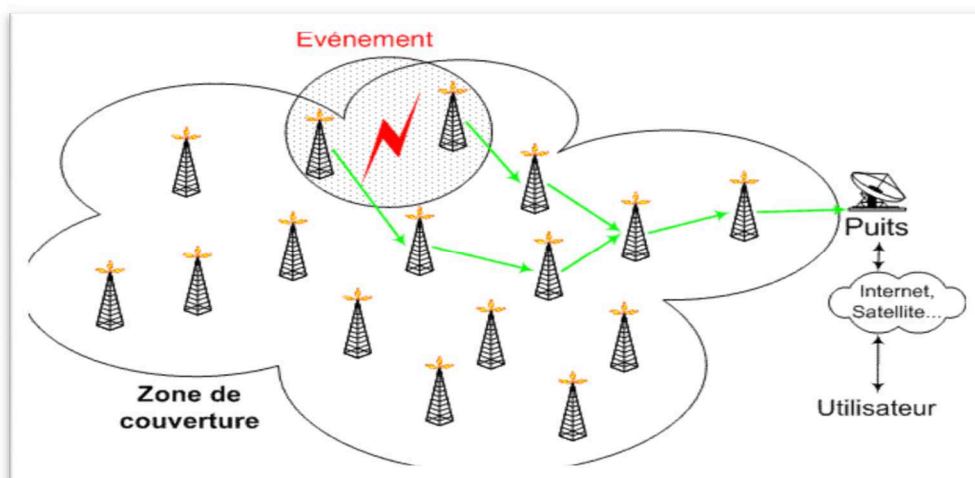 Evénement
Puits
Internet,
Satellite...
Zone de
couverture
Utilisateur